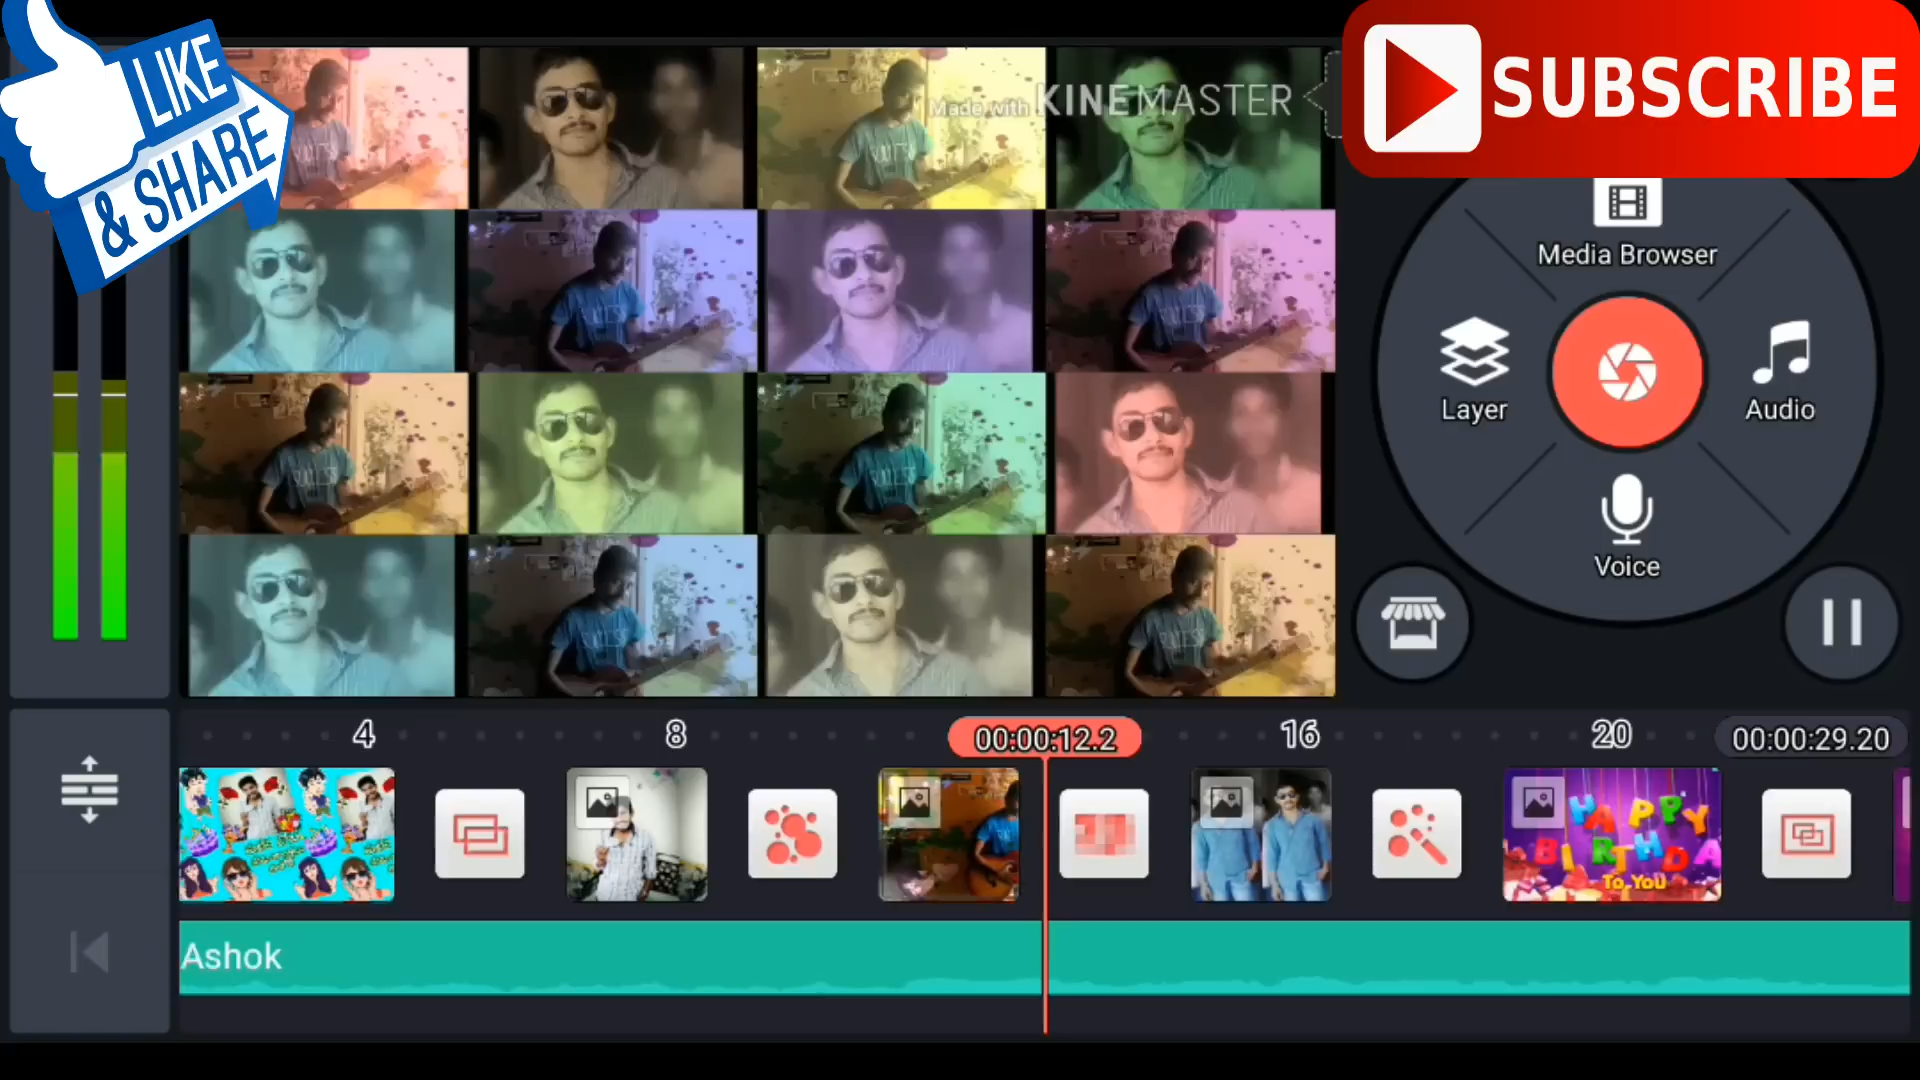 LIKE
& SHARE
Made with KINEMASTER
SUBSCRIBE
Media Browser
Layer
Audio
Voice
4
8
00:00:12.2
16
20
00:00:29.20
HAPPY
BIRTHDA
To You
Ashok